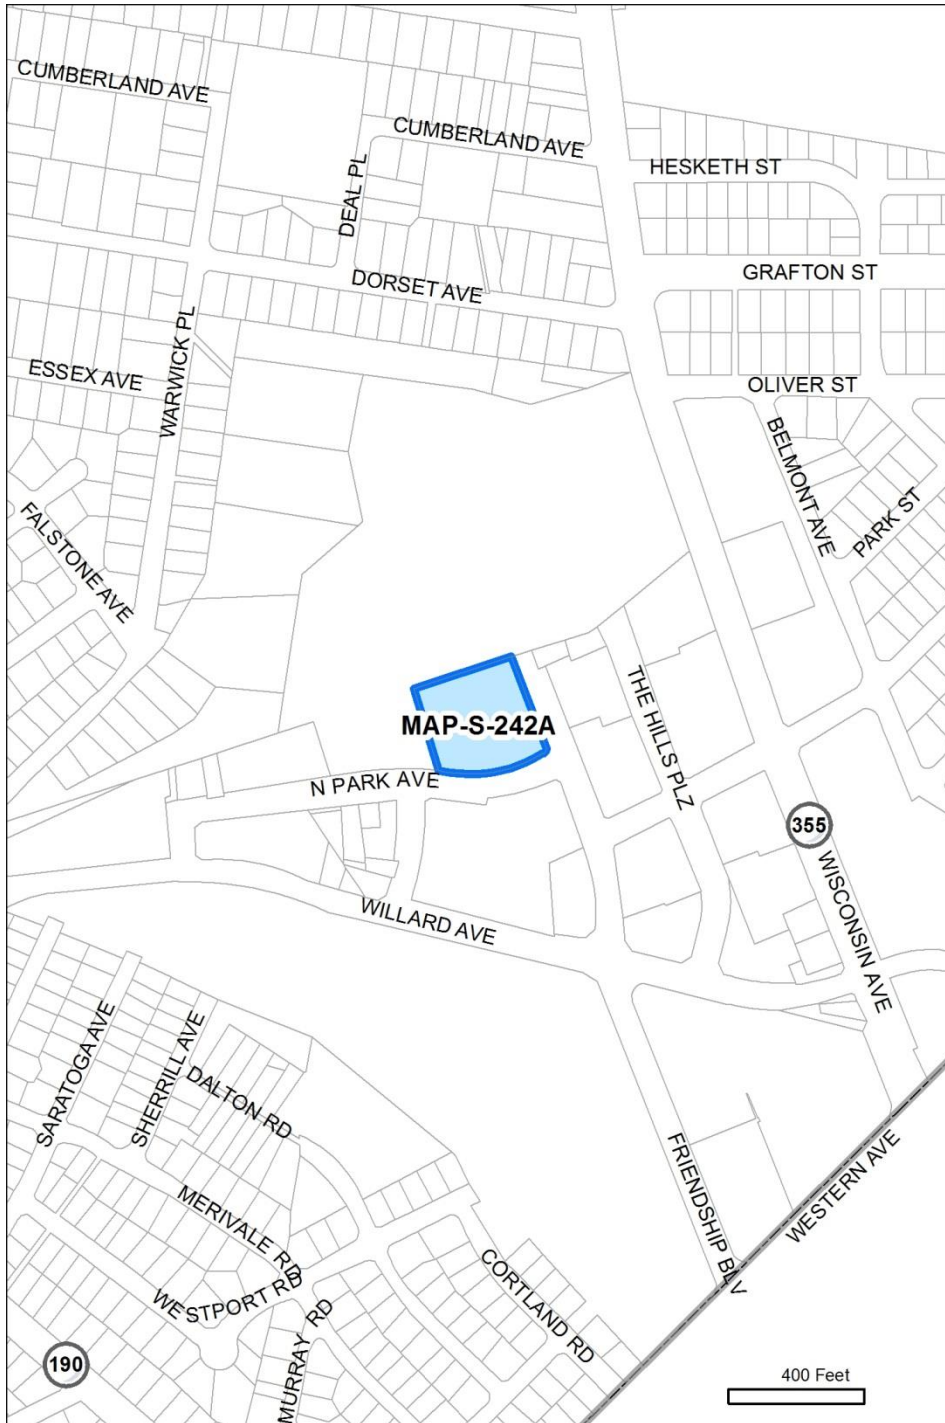 CUMBERLAND AVE
CUMBERLAND AVE
HESKETH ST
DEAL PL
GRAFTON ST
DORSET AVE
WARWICK PL
ESSEX AVE
OLIVER ST
BELMONT AVE
PARK ST
FALSTONE AVE
THE HILLS PLZ
MAP-S-242A
N PARK AVE
355
WISCONSIN AVE
WILLARD AVE
SARATOGA AVE
SHERRILL AVE
DALTON RD
FRIENDSHIP BLV
WESTERN AVE
MERIVALE RD
WESTPORT RD
CORTLAND RD
MURRAY RD
190
400 Feet